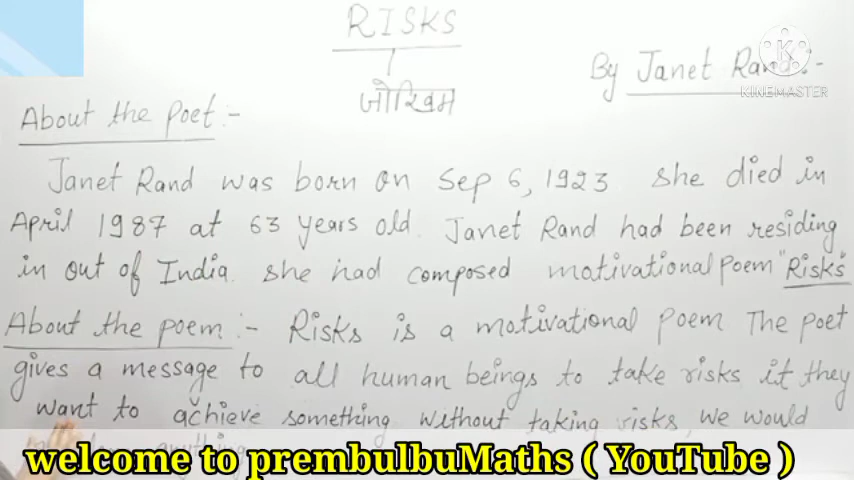 RISKS
जोखिम
By Janet Rand:-
KINEMASTER
About the poet:-
Janet Rand was born on Sep 6, 1923 she died in
April 1987 at 63 years old. Janet Rand had been residing
in out of India. she had composed motivational poem "Risks"
About the poem :- Risks is a motivational poem The poet
gives a message to all human beings to take risks it they
want to achieve something without taking risks, we would
anything
welcome to prembulbuMaths ( YouTube )